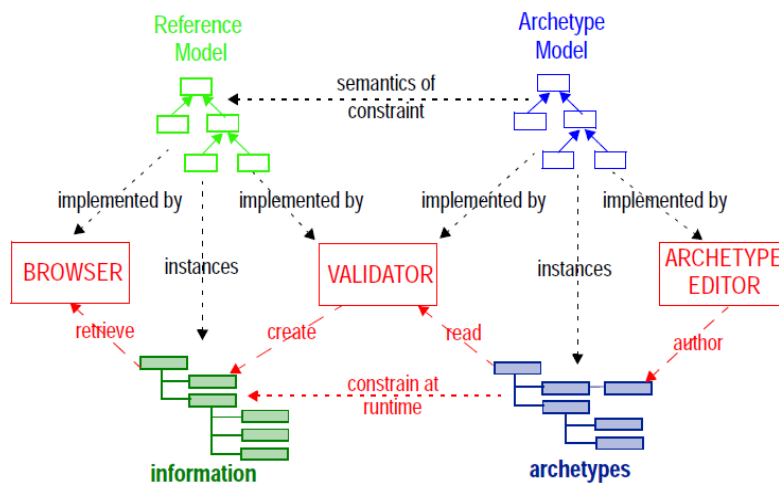 Reference
Model
Archetype
Model
semantics of
constraint
implemented by
implemented by
implemented by
implemented by
BROWSER
instances
VALIDATOR
instances
ARCHETYPE
EDITOR
retrieve
create
read
author
constrain at
runtime
information
archetypes